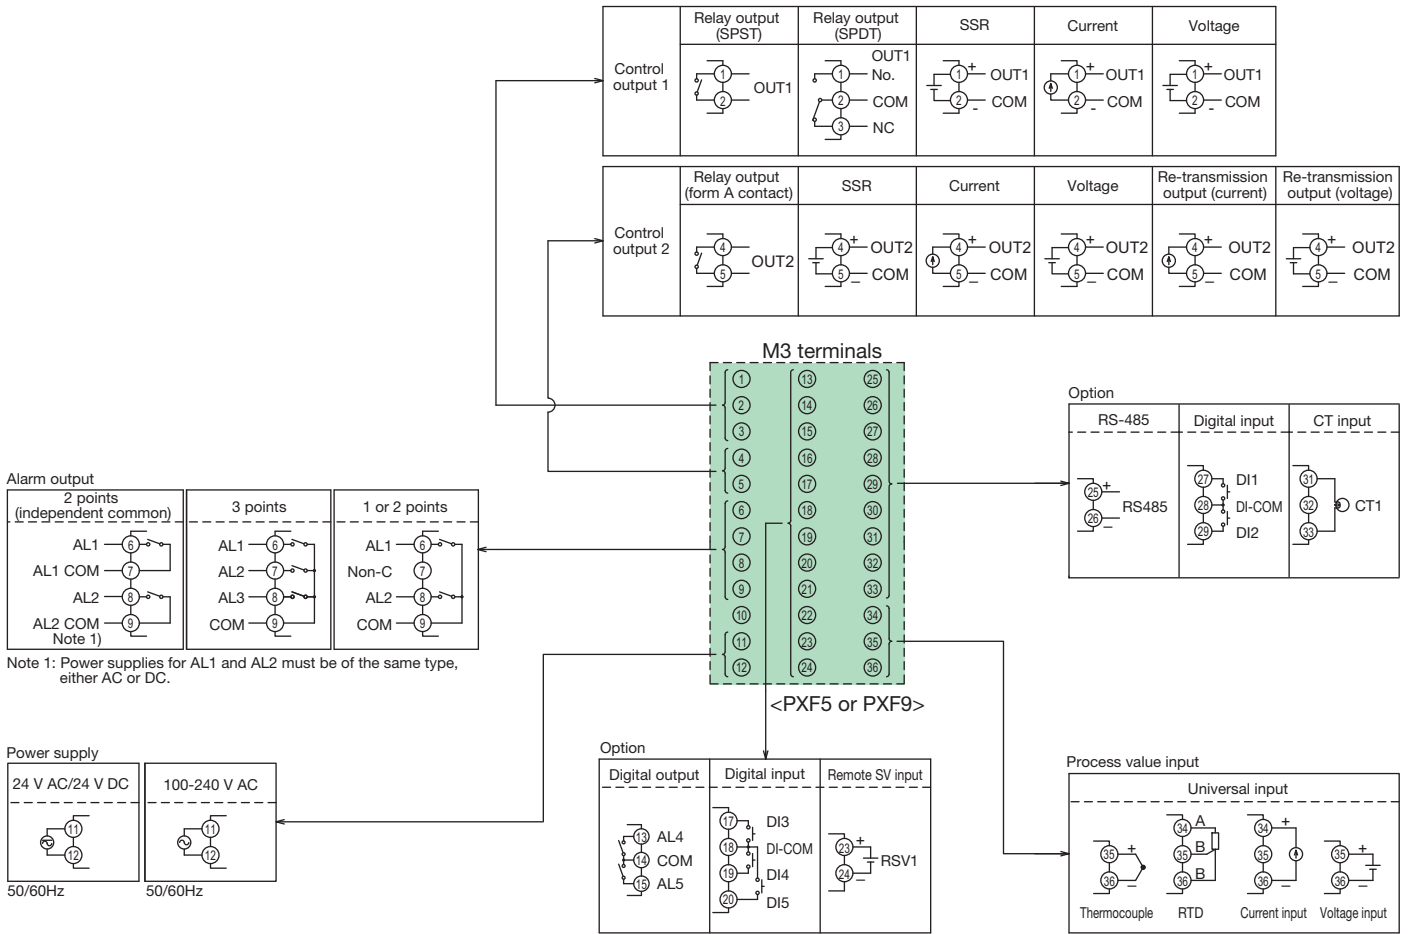 Relay output
(SPST)
Relay output
(SPDT)
SSR
Current
Voltage
Control
output 1
1
2
OUT1
OUT1
1
No.
2
COM
3
NC
1
+
OUT1
2
COM
-
1
+
OUT1
2
COM
-
1
+
OUT1
2
COM
-
Relay output
(form A contact)
SSR
Current
Voltage
Re-transmission
output (current)
Re-transmission
output (voltage)
Control
output 2
4
5
OUT2
4
+
OUT2
5
COM
–
4
+
OUT2
5
COM
–
4
+
OUT2
5
COM
–
4
+
OUT2
5
COM
–
4
+
OUT2
5
COM
–
M3 terminals
1 13 25
2 14 26
3 15 27
4 16 28
5 17 29
6 18 30
7 19 31
8 20 32
9 21 33
10 22 34
11 23 35
12 24 36
<PXF5 or PXF9>
Option
RS-485
Digital input
CT input
25
+
26
–
RS485
27
DI1
28
DI-COM
29
DI2
31
32
33
CT1
Alarm output
2 points
(independent common)
3 points
1 or 2 points
AL1 6
AL1 COM 7
AL2 8
AL2 COM 9
Note 1)
AL1 6
AL2 7
AL3 8
COM 9
AL1 6
Non-C 7
AL2 8
COM 9
Note 1: Power supplies for AL1 and AL2 must be of the same type,
either AC or DC.
Power supply
24 V AC/24 V DC
100-240 V AC
11
12
11
12
50/60Hz
50/60Hz
Option
Digital output
Digital input
Remote SV input
13 AL4
14 COM
15 AL5
17 DI3
18 DI-COM
19 DI4
20 DI5
23 +
24 –
RSV1
Process value input
Universal input
35 +
36 –
Thermocouple
34 A
35 B
36 B
RTD
34 +
35
36 –
Current input
35 +
36 –
Voltage input